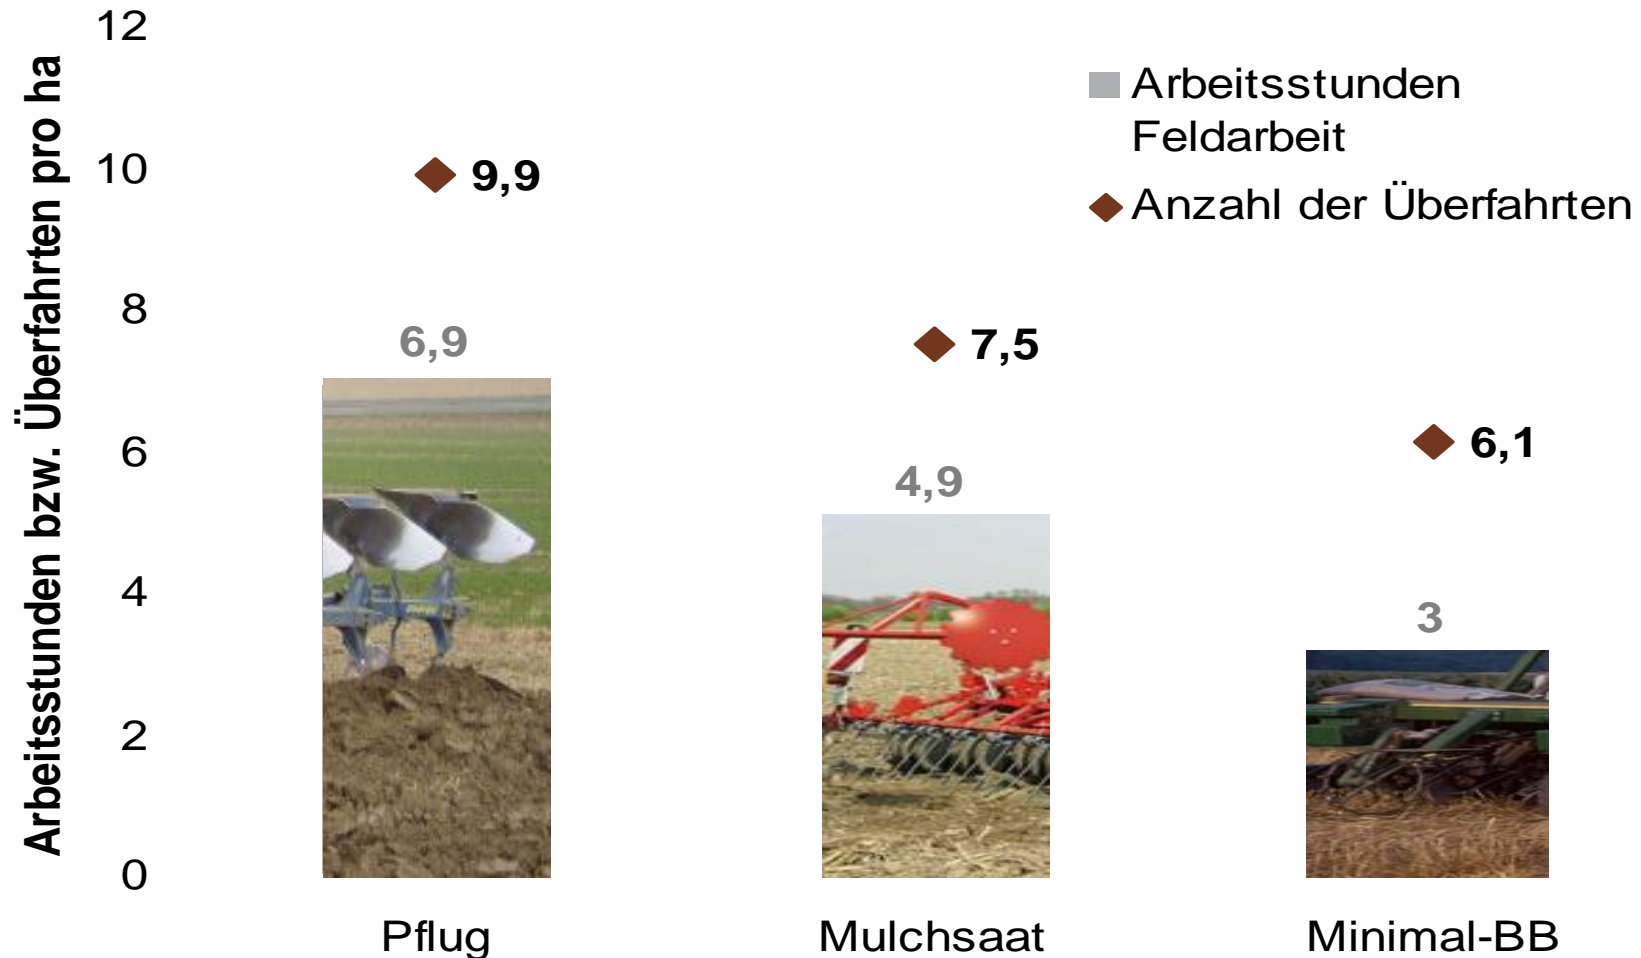 Arbeitsstunden bzw. Überfahrten pro ha
12
10
8
6
4
2
0
Arbeitsstunden
Feldarbeit
Anzahl der Überfahrten
9,9
6,9
7,5
4,9
6,1
3
Pflug
Mulchsaat
Minimal-BB